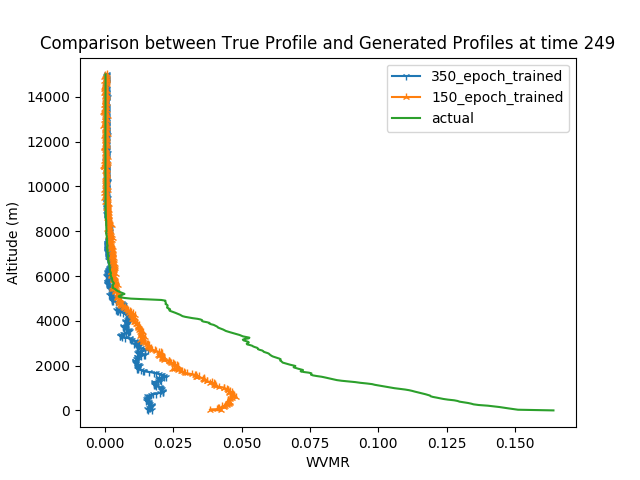 Comparison between True Profile and Generated Profiles at time 249
350_epoch_trained
150_epoch_trained
actual
Altitude (m)
14000
12000
10000
8000
6000
4000
2000
0
0.000 0.025 0.050 0.075 0.100 0.125 0.150
WVMR